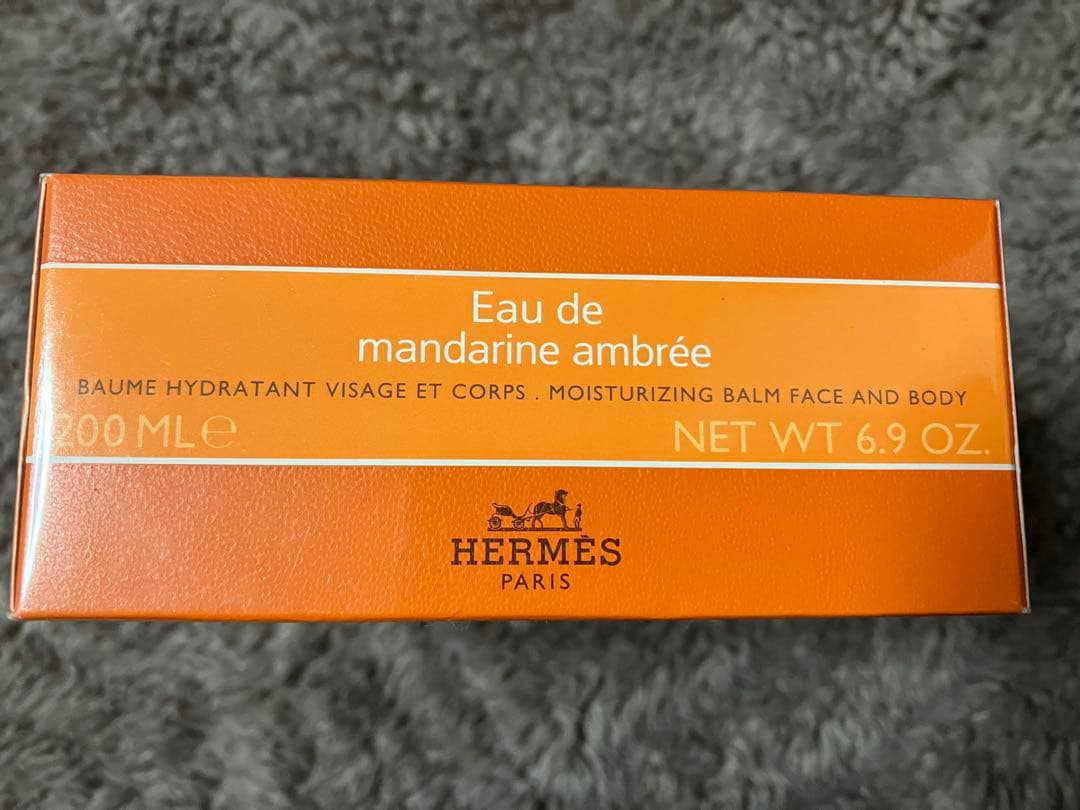 Eau de
mandarine ambrée
BAUME HYDRATANT VISAGE ET CORPS . MOISTURIZING BALM FACE AND BODY
200 ML e NET WT 6.9 OZ.
HERMÈS
PARIS